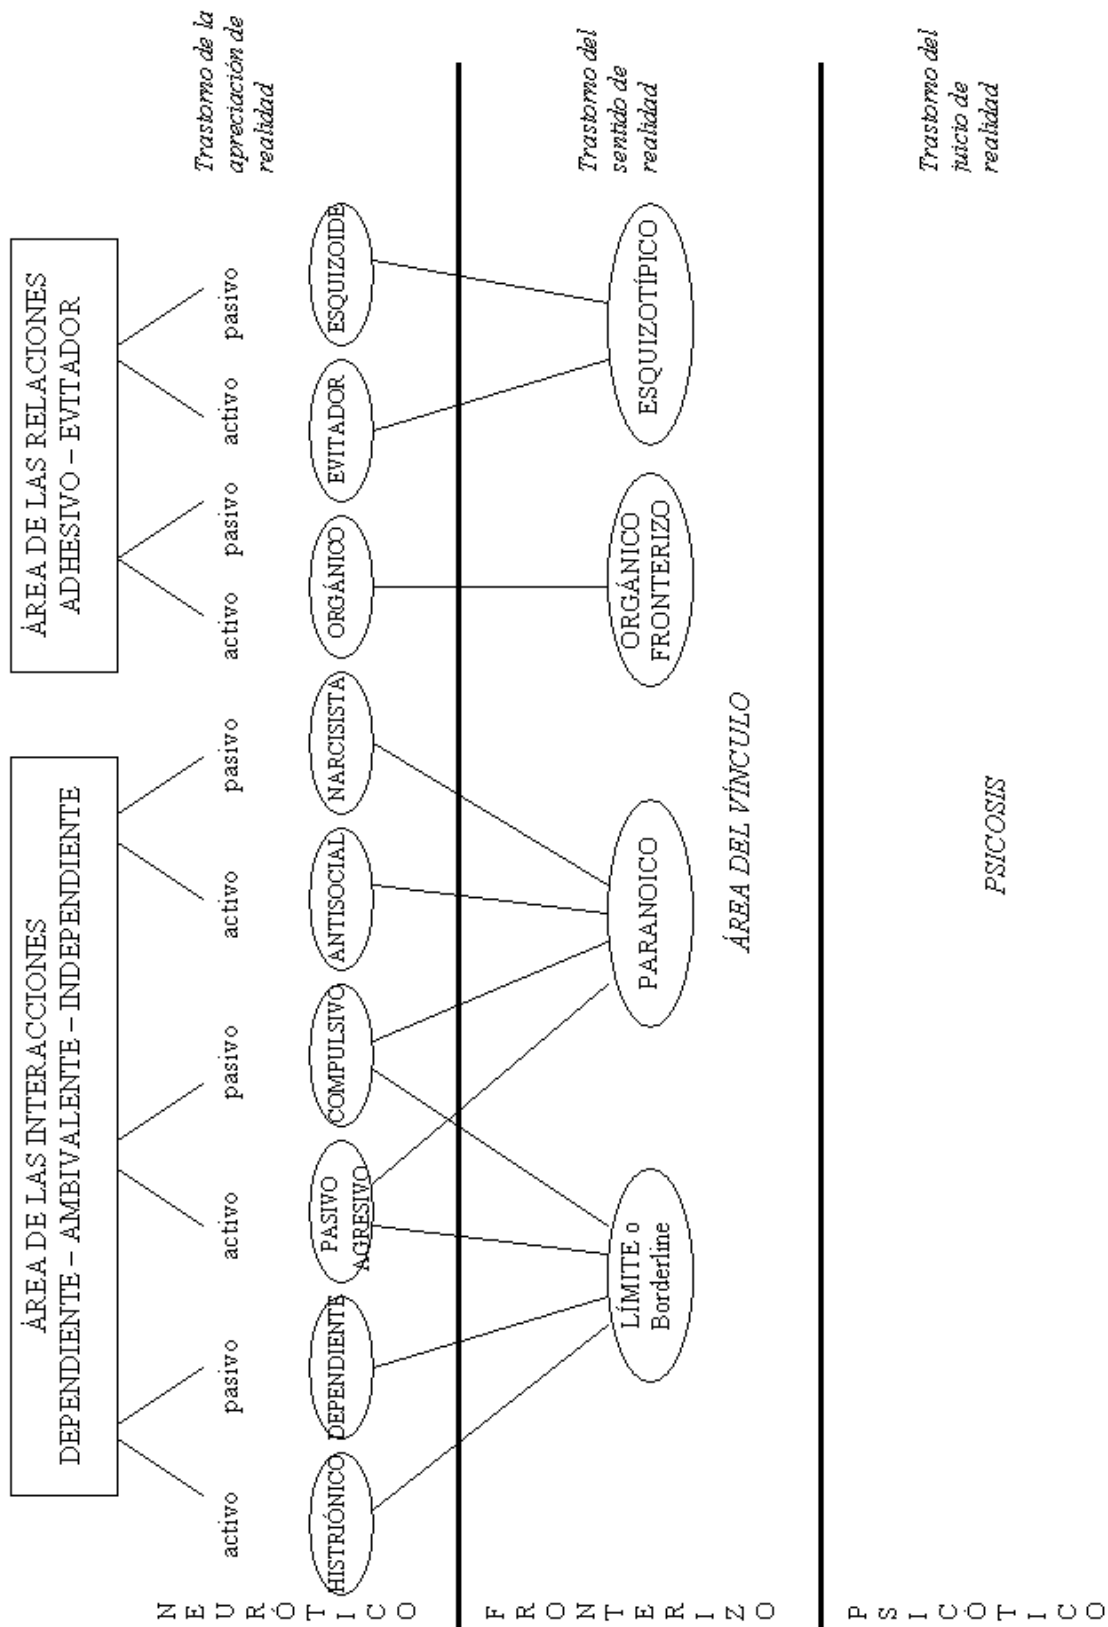 ÁREA DE LAS INTERACCIONES
DEPENDIENTE – AMBIVALENTE – INDEPENDIENTE
ÁREA DE LAS RELACIONES
ADHESIVO – EVITADOR
activo
pasivo
activo
pasivo
activo
pasivo
activo
pasivo
activo
pasivo
Trastorno de la
apreciación de
realidad
NEURÓTICO
HISTRIÓNICO
DEPENDIENTE
PASIVO
AGRESIVO
COMPULSIVO
ANTISOCIAL
NARCISISTA
ORGÁNICO
EVITADOR
ESQUIZOIDE
FRONTERIZO
Trastorno del
sentido de
realidad
LÍMITE o
Borderline
PARANOICO
ORGÁNICO
FRONTERIZO
ESQUIZOTÍPICO
ÁREA DEL VÍNCULO
PSICÓTICO
PSICOSIS
Trastorno del
juicio de
realidad